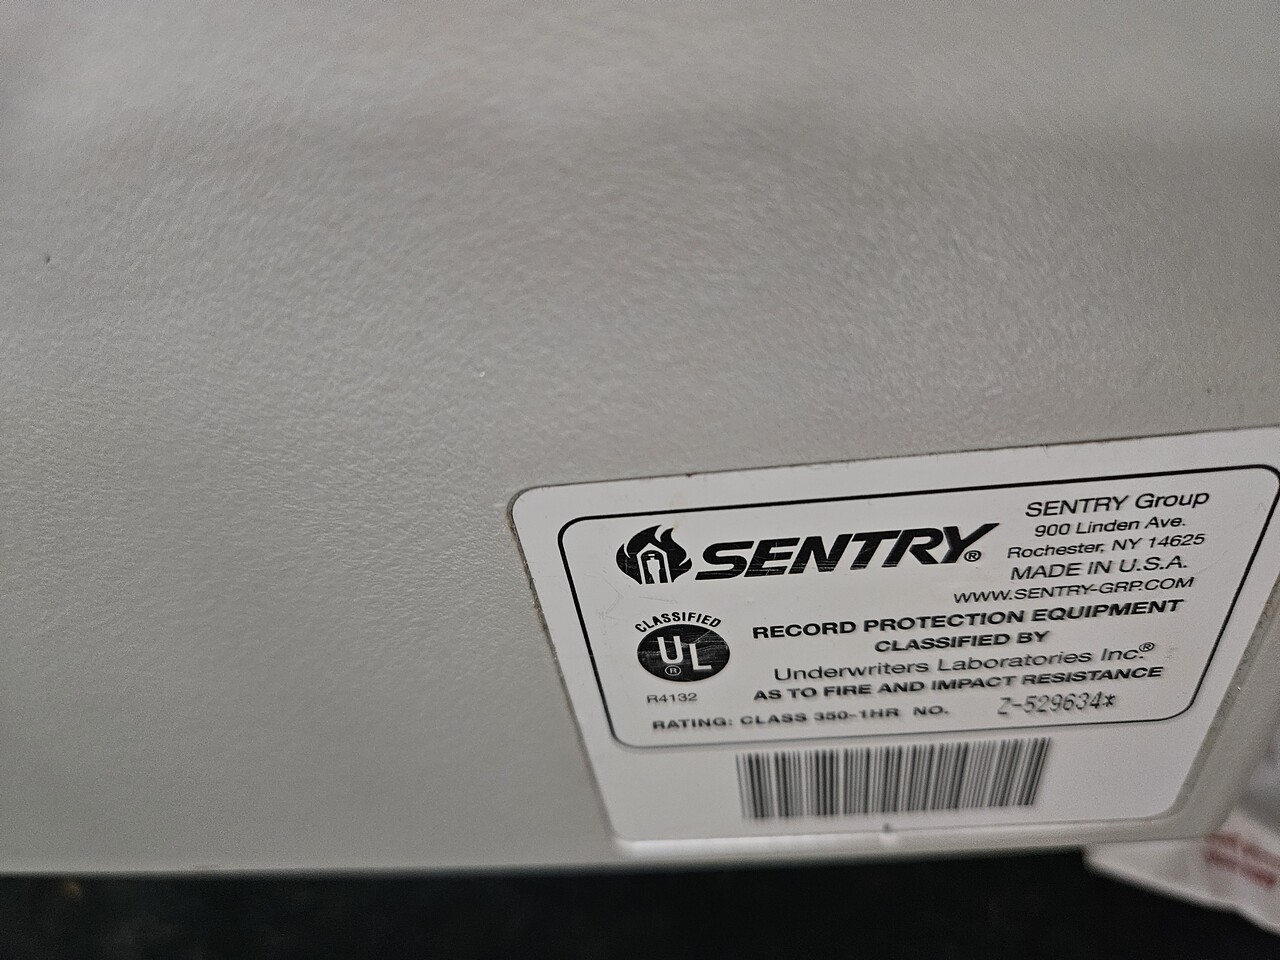 SENTRY®
SENTRY Group
900 Linden Ave.
Rochester, NY 14625
MADE IN U.S.A.
WWW.SENTRY-GRP.COM
CLASSIFIED
UL
®
R4132
RECORD PROTECTION EQUIPMENT
CLASSIFIED BY
Underwriters Laboratories Inc.®
AS TO FIRE AND IMPACT RESISTANCE
RATING: CLASS 350-1HR NO. Z-529634*